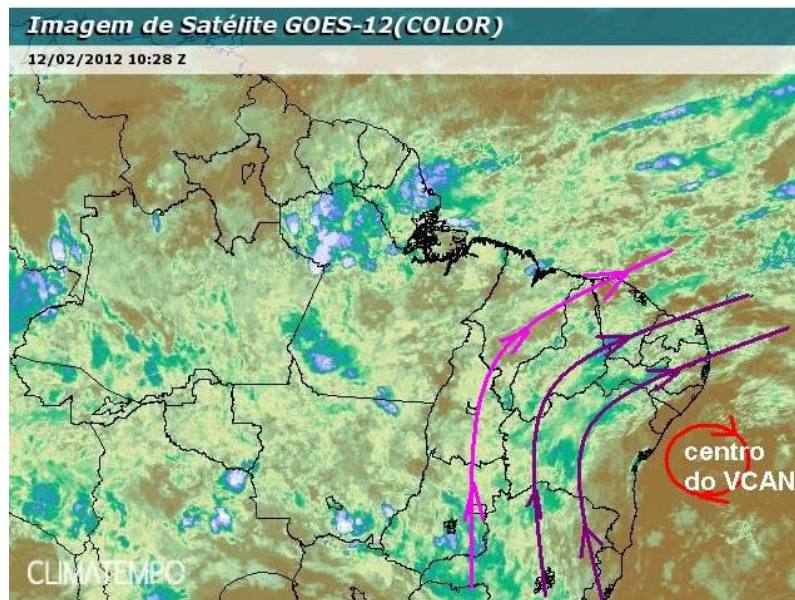 Imagem de Satélite GOES-12(COLOR)
12/02/2012 10:28 Z
centro
do VCAN
CLIMATEMPO